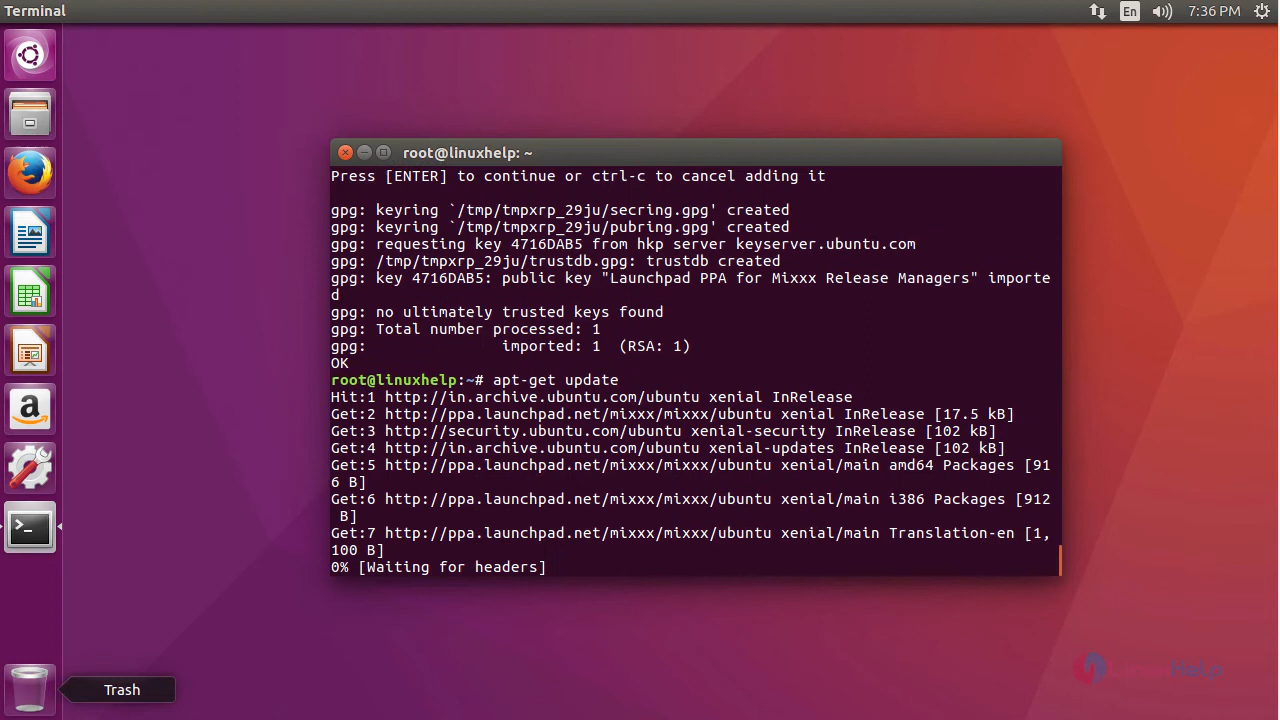 Terminal
En
7:36 PM
root@linuxhelp: ~
Press [ENTER] to continue or ctrl-c to cancel adding it
gpg: keyring `/tmp/tmpxrp_29ju/secring.gpg' created
gpg: keyring `/tmp/tmpxrp_29ju/pubring.gpg' created
gpg: requesting key 4716DAB5 from hkp server keyserver.ubuntu.com
gpg: /tmp/tmpxrp_29ju/trustdb.gpg: trustdb created
gpg: key 4716DAB5: public key "Launchpad PPA for Mixxx Release Managers" importe
d
gpg: no ultimately trusted keys found
gpg: Total number processed: 1
gpg:               imported: 1  (RSA: 1)
OK
root@linuxhelp:~# apt-get update
Hit:1 http://in.archive.ubuntu.com/ubuntu xenial InRelease
Get:2 http://ppa.launchpad.net/mixxx/mixxx/ubuntu xenial InRelease [17.5 kB]
Get:3 http://security.ubuntu.com/ubuntu xenial-security InRelease [102 kB]
Get:4 http://in.archive.ubuntu.com/ubuntu xenial-updates InRelease [102 kB]
Get:5 http://ppa.launchpad.net/mixxx/mixxx/ubuntu xenial/main amd64 Packages [91
6 B]
Get:6 http://ppa.launchpad.net/mixxx/mixxx/ubuntu xenial/main i386 Packages [912
 B]
Get:7 http://ppa.launchpad.net/mixxx/mixxx/ubuntu xenial/main Translation-en [1,
100 B]
0% [Waiting for headers]
Trash
LinuxHelp